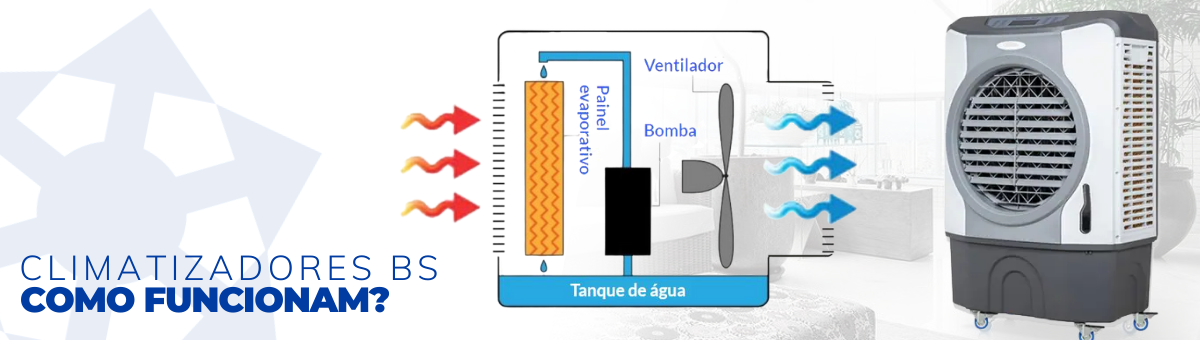 CLIMATIZADORES BS
COMO FUNCIONAM?
Painel
evaporativo
Ventilador
Bomba
Tanque de água